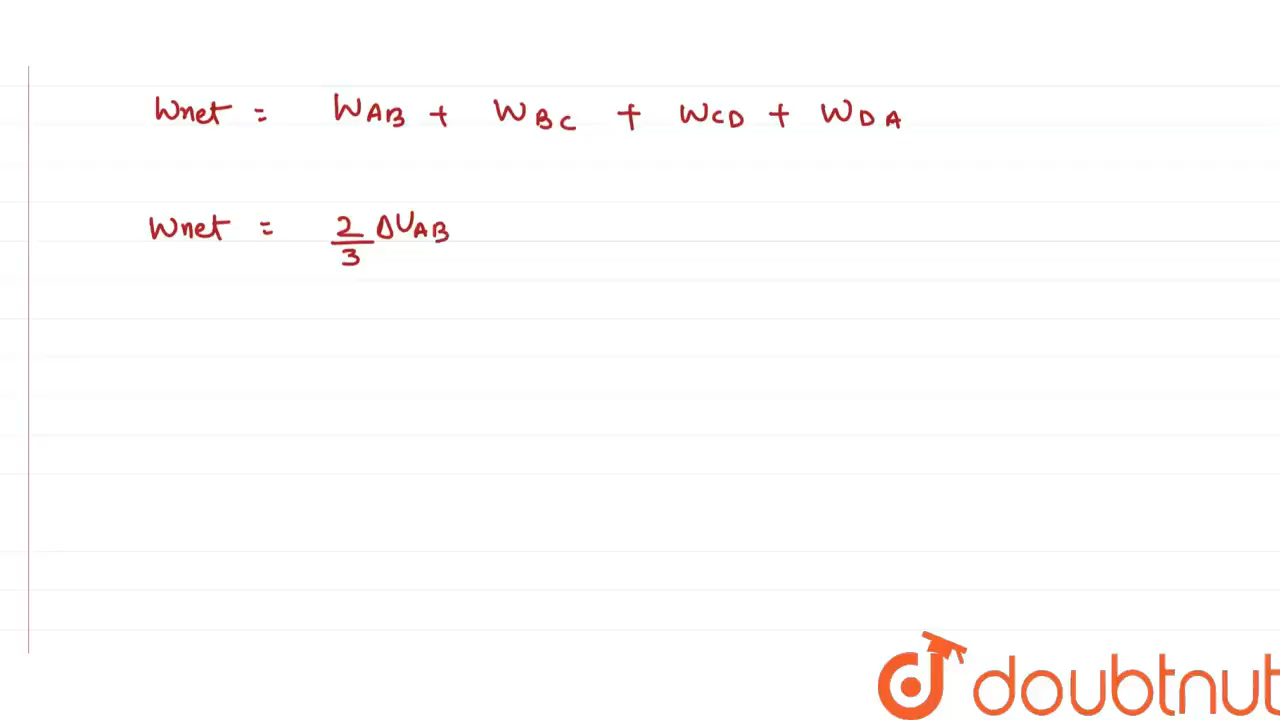 Wnet = WAB + WBC + WCD + WDA
Wnet = 2/3 ΔUAB
doubtnut